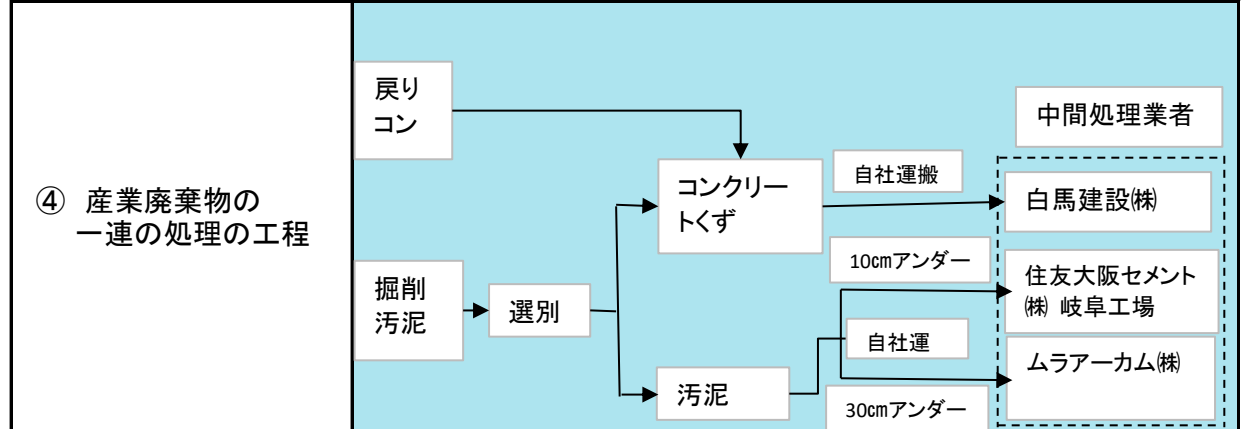 ④ 産業廃棄物の
一連の処理の工程
戻り
コン
中間処理業者
コンクリー
トくず
自社運搬
白馬建設㈱
10㎝アンダー
掘削
汚泥
選別
住友大阪セメント
㈱ 岐阜工場
自社運
ムラアーカム㈱
汚泥
30㎝アンダー